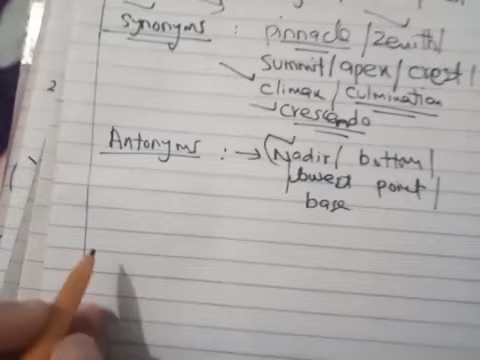 Synonyms : pinnacle / zenith /
summit / apex / crest /
climax / culmination
crescendo
2
Antonyms : → Nadir / bottom /
lowest point /
base